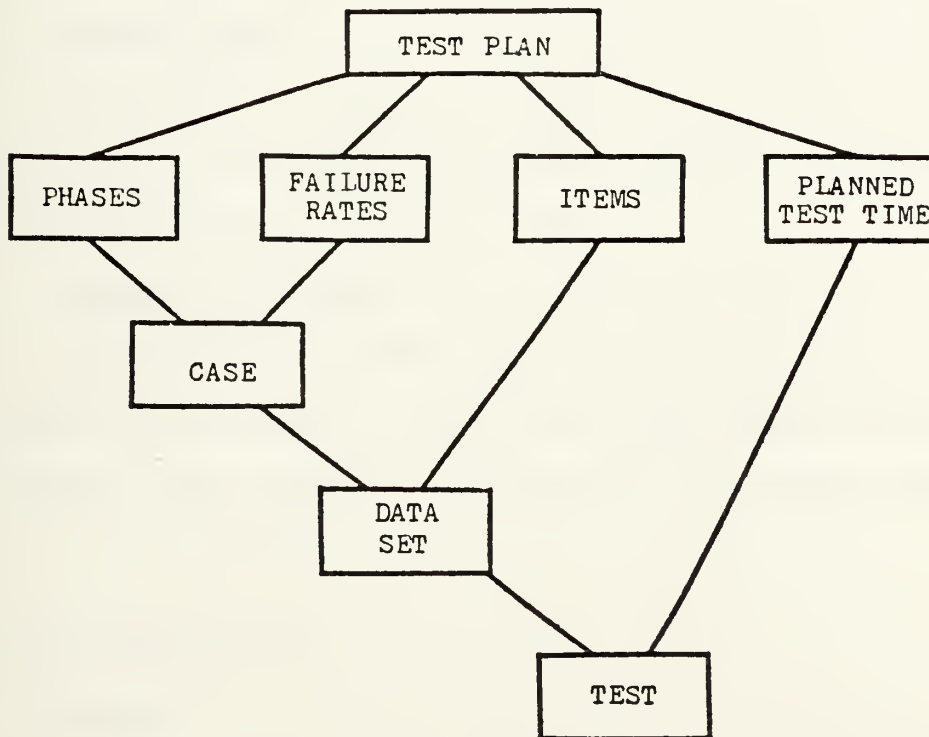 TEST PLAN
PHASES
FAILURE
RATES
ITEMS
PLANNED
TEST TIME
CASE
DATA
SET
TEST